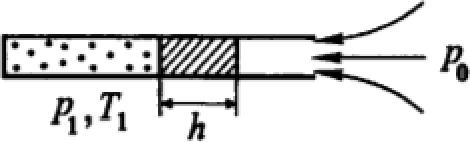 p₀
p₁, T₁
h